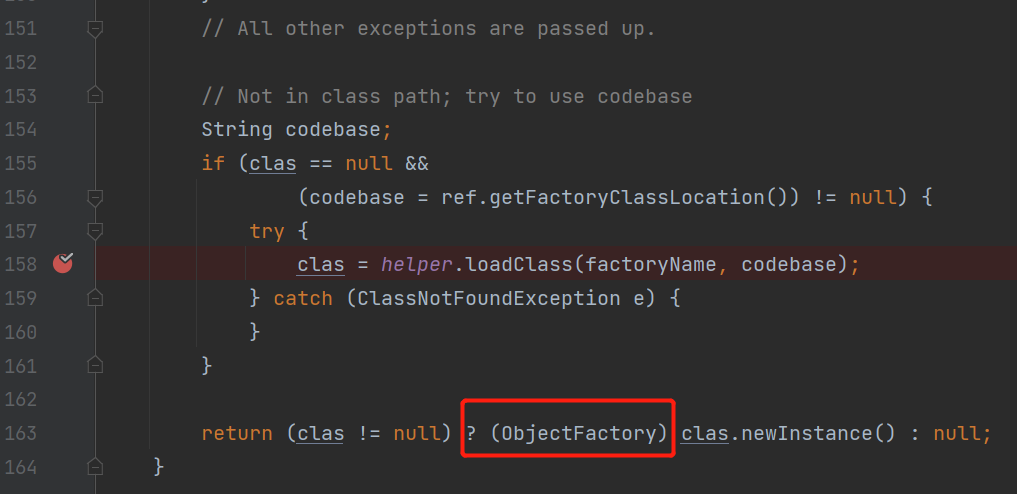 151 // All other exceptions are passed up.
152
153 // Not in class path; try to use codebase
154 String codebase;
155 if (clas == null &&
156 (codebase = ref.getFactoryClassLocation()) != null) {
157 try {
158 clas = helper.loadClass(factoryName, codebase);
159 } catch (ClassNotFoundException e) {
160 }
161 }
162
163 return (clas != null) ? (ObjectFactory) clas.newInstance() : null;
164 }